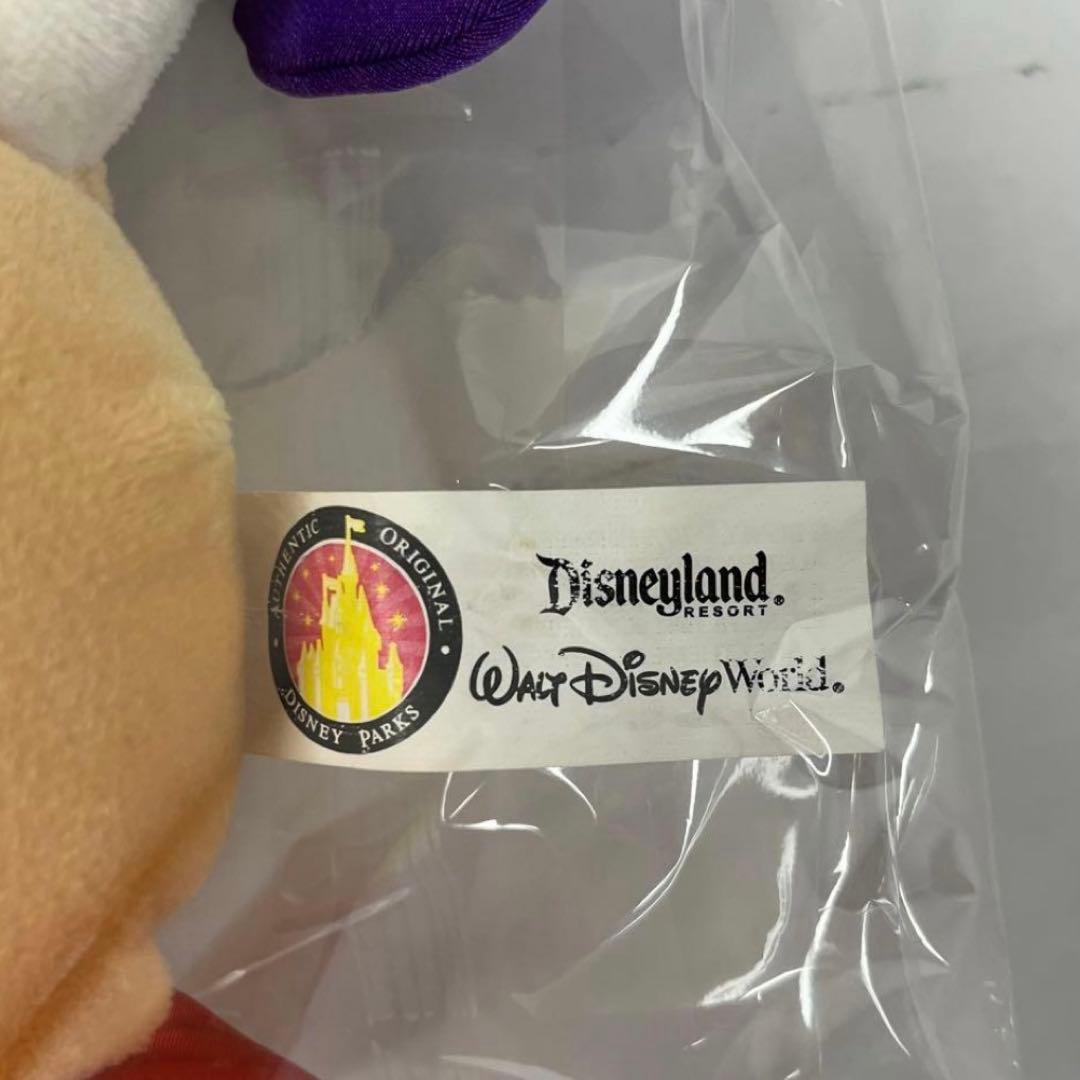 • AUTHENTIC ORIGINAL •
DISNEY PARKS
Disneyland®
RESORT
WALT DISNEY World®